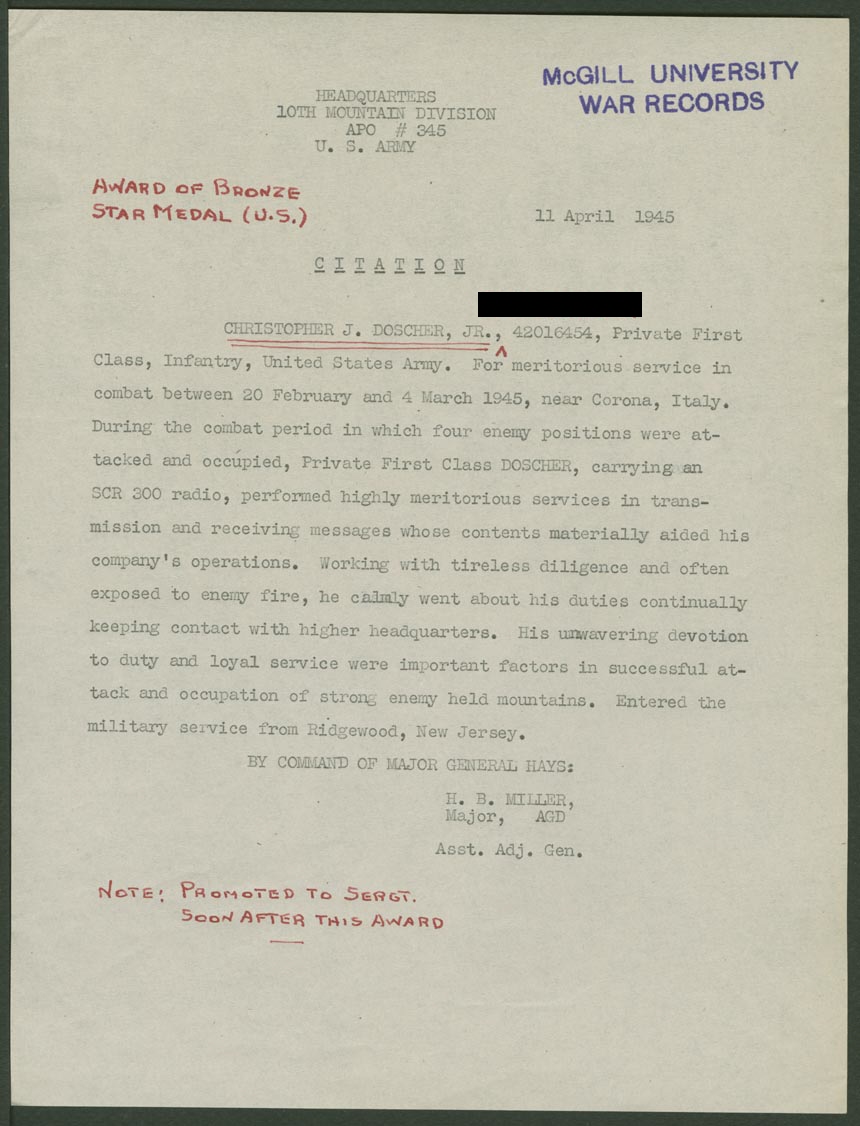 McGILL UNIVERSITY
WAR RECORDS
HEADQUARTERS
10TH MOUNTAIN DIVISION
APO # 345
U. S. ARMY
AWARD OF BRONZE
STAR MEDAL (U.S.)
11 April 1945
C I T A T I O N
CHRISTOPHER J. DOSCHER, JR., 42016454, Private First
Class, Infantry, United States Army. For meritorious service in
combat between 20 February and 4 March 1945, near Corona, Italy.
During the combat period in which four enemy positions were at-
tacked and occupied, Private First Class DOSCHER, carrying an
SCR 300 radio, performed highly meritorious services in trans-
mission and receiving messages whose contents materially aided his
company's operations. Working with tireless diligence and often
exposed to enemy fire, he calmly went about his duties continually
keeping contact with higher headquarters. His unwavering devotion
to duty and loyal service were important factors in successful at-
tack and occupation of strong enemy held mountains. Entered the
military service from Ridgewood, New Jersey.
BY COMMAND OF MAJOR GENERAL HAYS:
H. B. MILLER,
Major, AGD
Asst. Adj. Gen.
NOTE: PROMOTED TO SERGT.
SOON AFTER THIS AWARD